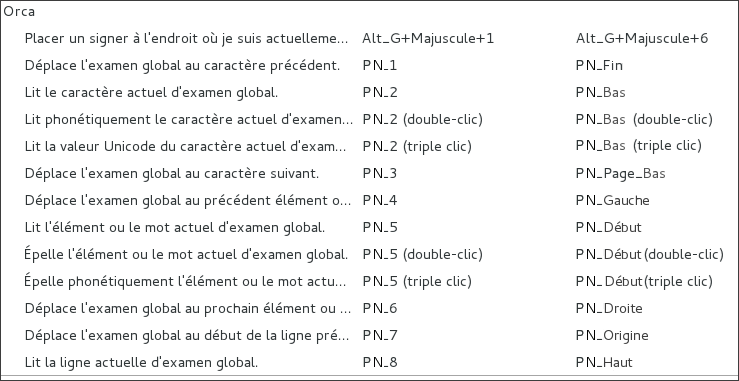 Orca
Placer un signer à l'endroit où je suis actuelleme... Alt_G+Majuscule+1 Alt_G+Majuscule+6
Déplace l'examen global au caractère précédent. PN_1 PN_Fin
Lit le caractère actuel d'examen global. PN_2 PN_Bas
Lit phonétiquement le caractère actuel d'examen... PN_2 (double-clic) PN_Bas (double-clic)
Lit la valeur Unicode du caractère actuel d'exam... PN_2 (triple clic) PN_Bas (triple clic)
Déplace l'examen global au caractère suivant. PN_3 PN_Page_Bas
Déplace l'examen global au précédent élément o... PN_4 PN_Gauche
Lit l'élément ou le mot actuel d'examen global. PN_5 PN_Début
Épelle l'élément ou le mot actuel d'examen global. PN_5 (double-clic) PN_Début(double-clic)
Épelle phonétiquement l'élément ou le mot actu... PN_5 (triple clic) PN_Début(triple clic)
Déplace l'examen global au prochain élément ou ... PN_6 PN_Droite
Déplace l'examen global au début de la ligne pré... PN_7 PN_Origine
Lit la ligne actuelle d'examen global. PN_8 PN_Haut